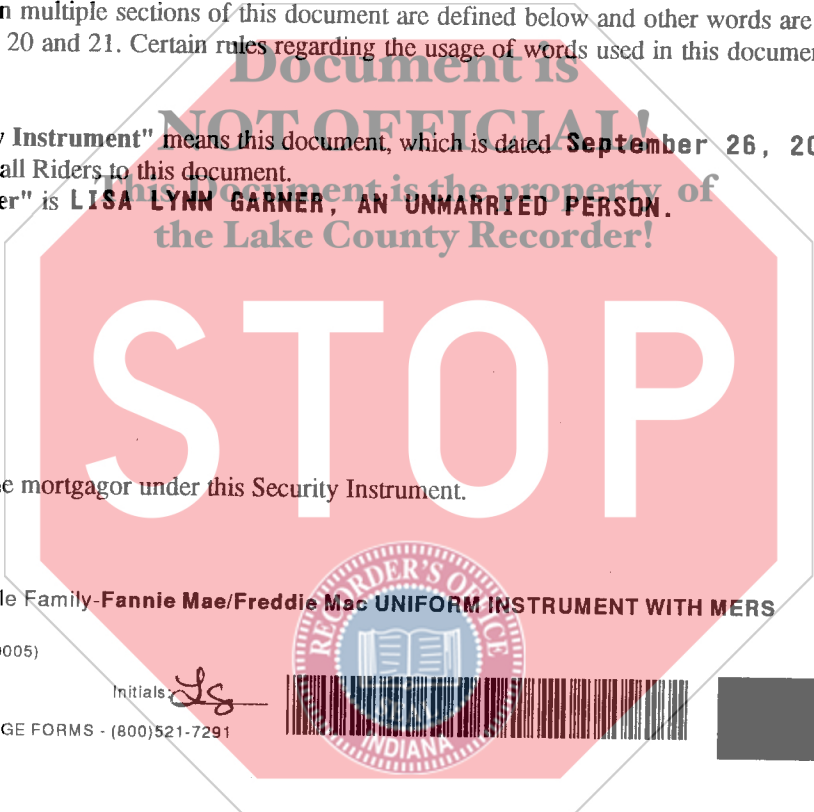 n multiple sections of this document are defined below and other words are
20 and 21. Certain rules regarding the usage of words used in this docume
Document is
NOT OFFICIAL!
Instrument" means this document, which is dated September 26, 20
all Riders to this document.
This Document is the property of
er" is LISA LYNN GARNER, AN UNMARRIED PERSON.
the Lake County Recorder!
STOP
e mortgagor under this Security Instrument.
le Family-Fannie Mae/Freddie Mac UNIFORM INSTRUMENT WITH MERS
RECORDER'S OFFICE
005)
Initials:
SEAL
GE FORMS - (800)521-7291
INDIANA